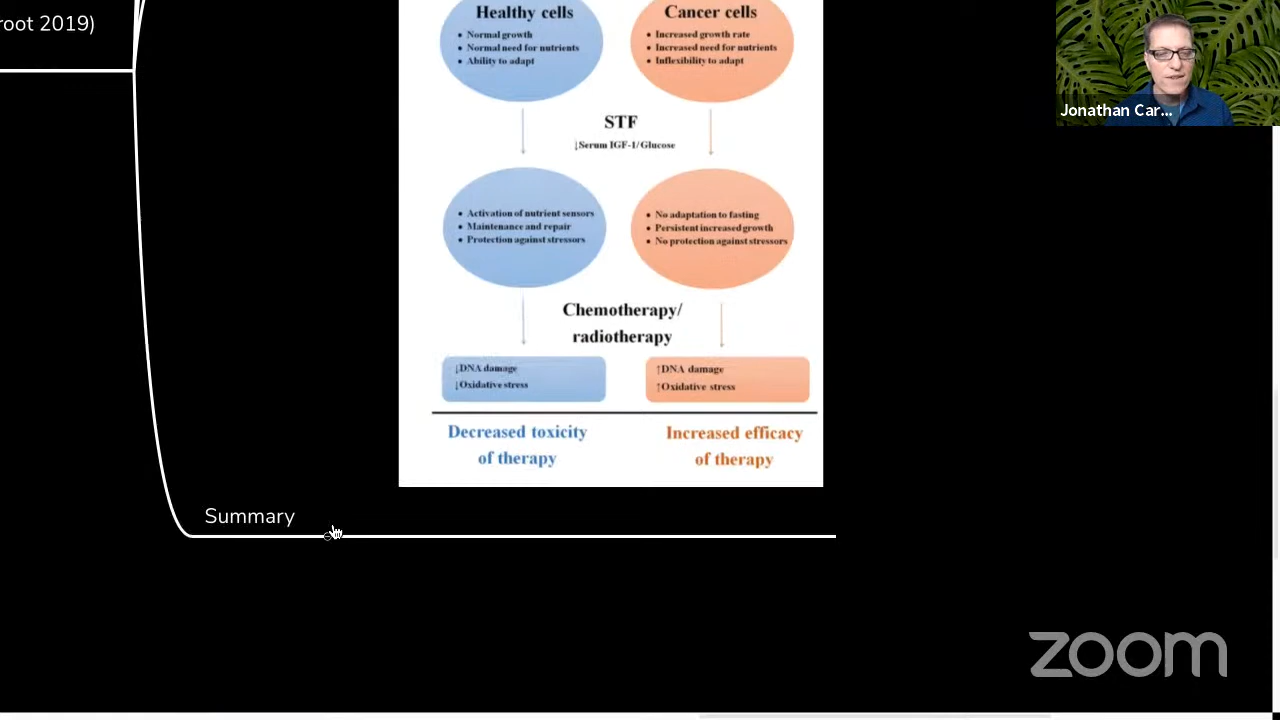 root 2019)
Healthy cells
• Normal growth
• Normal need for nutrients
• Ability to adapt
Cancer cells
• Increased growth rate
• Increased need for nutrients
• Inflexibility to adapt
Jonathan Car...
STF
↓Serum IGF-1/Glucose
• Activation of nutrient sensors
• Maintenance and repair
• Protection against stressors
• No adaptation to fasting
• Persistent increased growth
• No protection against stressors
Chemotherapy/
radiotherapy
↓DNA damage
↓Oxidative stress
↑DNA damage
↑Oxidative stress
Decreased toxicity
of therapy
Increased efficacy
of therapy
Summary
zoom